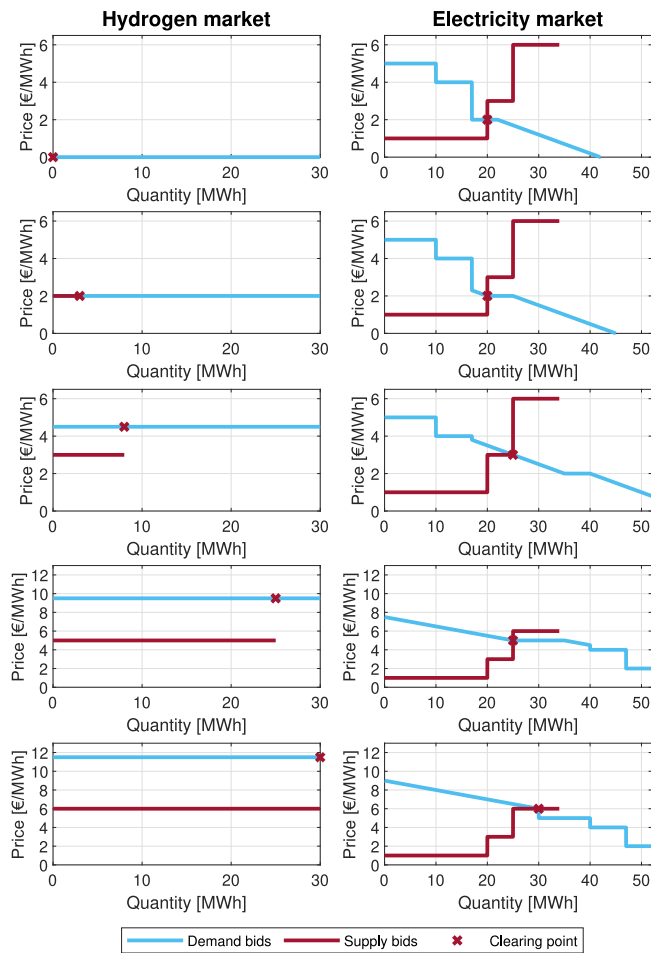 Hydrogen market
Electricity market
Price [€/MWh]
6
4
2
0
0 10 20 30
Quantity [MWh]
Price [€/MWh]
6
4
2
0
0 10 20 30 40 50
Quantity [MWh]
Price [€/MWh]
6
4
2
0
0 10 20 30
Quantity [MWh]
Price [€/MWh]
6
4
2
0
0 10 20 30 40 50
Quantity [MWh]
Price [€/MWh]
6
4
2
0
0 10 20 30
Quantity [MWh]
Price [€/MWh]
6
4
2
0
0 10 20 30 40 50
Quantity [MWh]
Price [€/MWh]
12
10
8
6
4
2
0
0 10 20 30
Quantity [MWh]
Price [€/MWh]
12
10
8
6
4
2
0
0 10 20 30 40 50
Quantity [MWh]
Price [€/MWh]
12
10
8
6
4
2
0
0 10 20 30
Quantity [MWh]
Price [€/MWh]
12
10
8
6
4
2
0
0 10 20 30 40 50
Quantity [MWh]
Demand bids Supply bids Clearing point